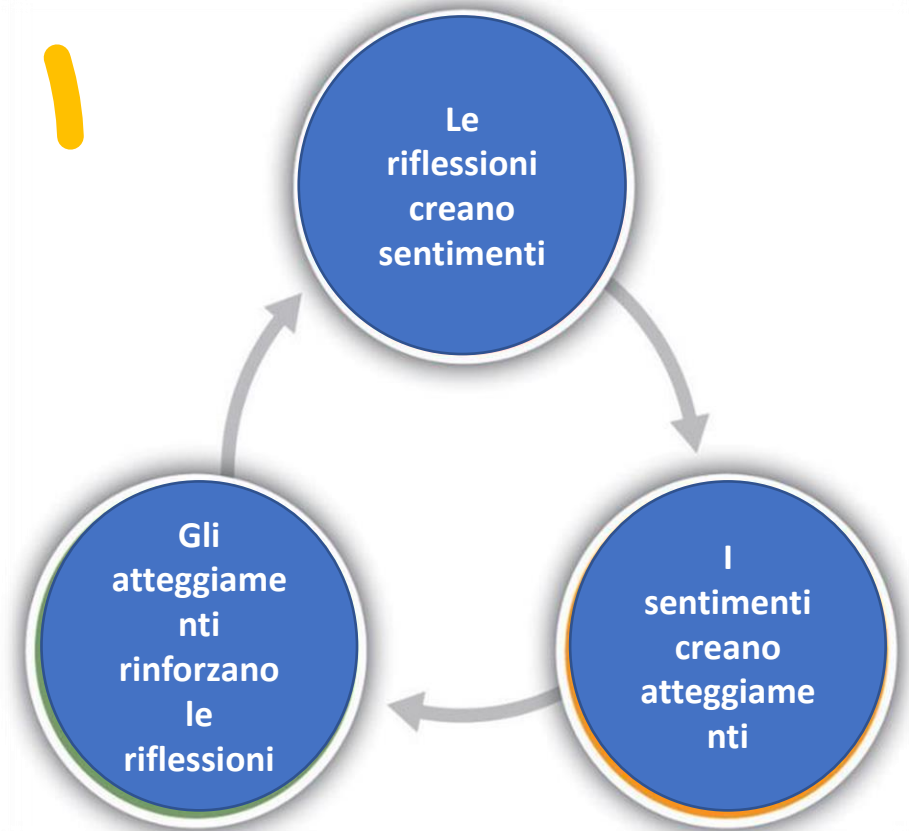 Le
riflessioni
creano
sentimenti
I
sentimenti
creano
atteggiame
nti
Gli
atteggiame
nti
rinforzano
le
riflessioni